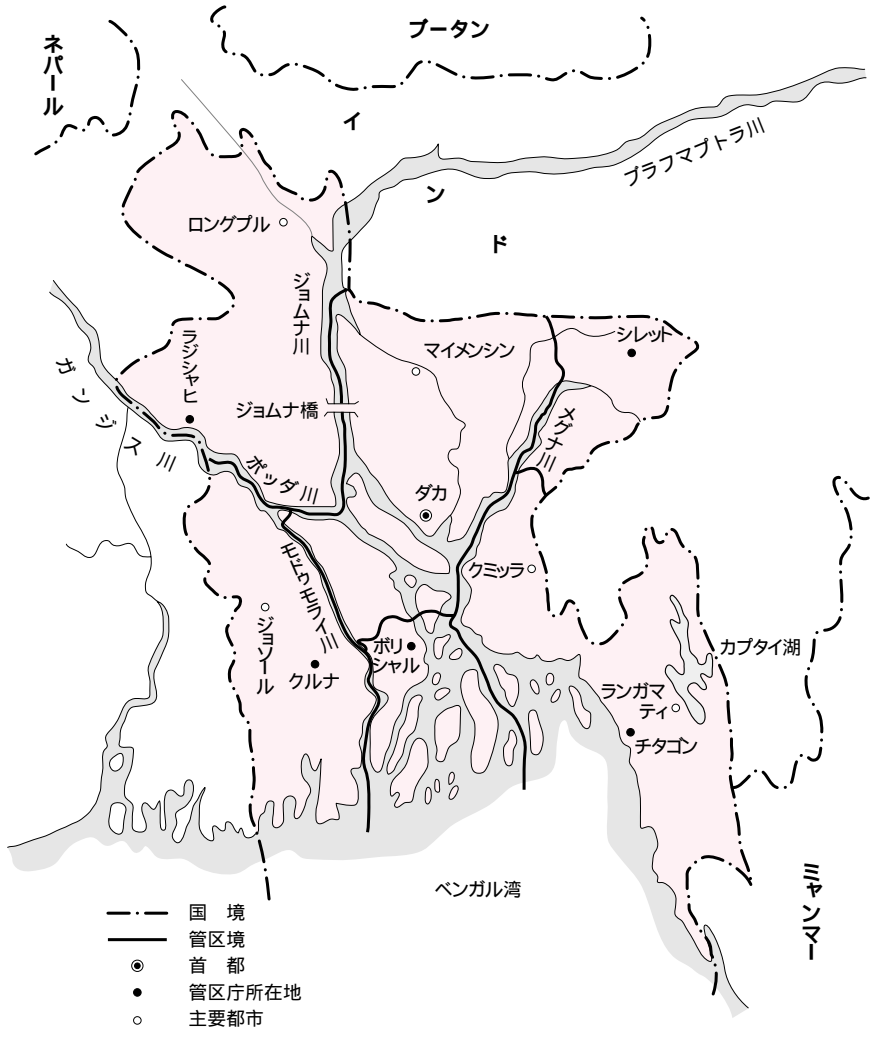 ネパール
ブータン
インド
ブラフマプトラ川
ロングプル
ジョムナ川
ラジシャヒ
マイメンシン
シレット
ガンジス川
ジョムナ橋
メグナ川
ポッダ川
ダカ
モドゥモライ川
クミッラ
ジョソール
ボリ
シャル
クルナ
カプタイ湖
ランガマ
ティ
チタゴン
ベンガル湾
ミャンマー
国 境
管区境
首 都
管区庁所在地
主要都市